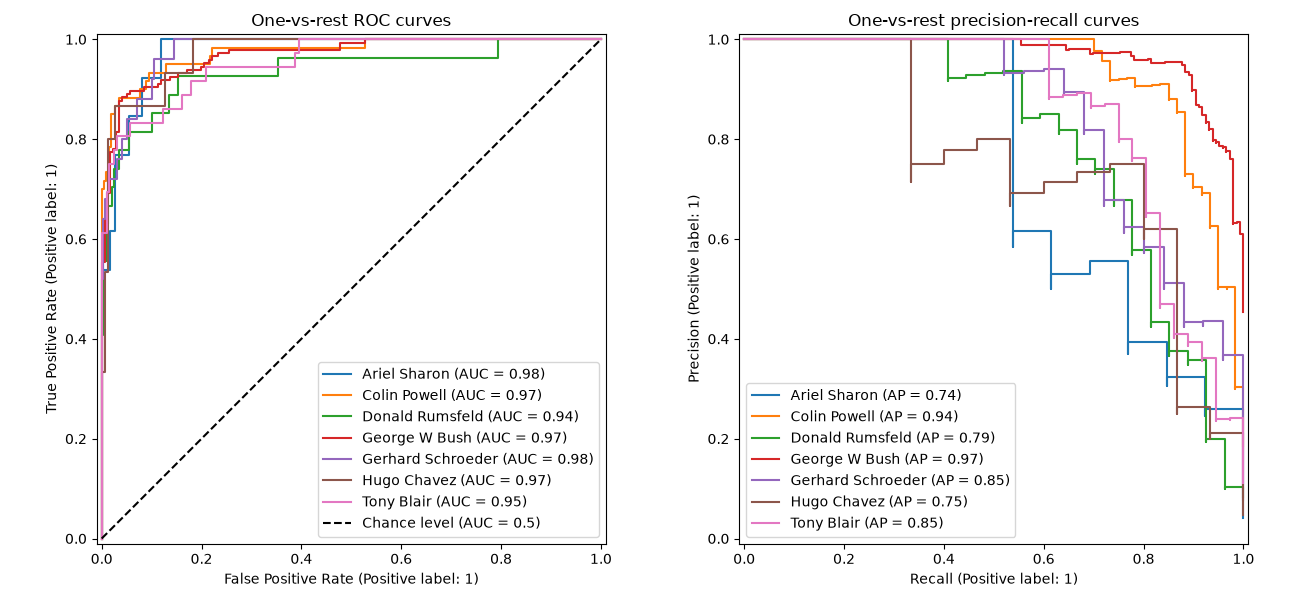 One-vs-rest ROC curves
1.0
0.8
0.6
0.4
0.2
0.0
True Positive Rate (Positive label: 1)
Ariel Sharon (AUC = 0.98)
Colin Powell (AUC = 0.97)
Donald Rumsfeld (AUC = 0.94)
George W Bush (AUC = 0.97)
Gerhard Schroeder (AUC = 0.98)
Hugo Chavez (AUC = 0.97)
Tony Blair (AUC = 0.95)
Chance level (AUC = 0.5)
0.0 0.2 0.4 0.6 0.8 1.0
False Positive Rate (Positive label: 1)
One-vs-rest precision-recall curves
1.0
0.8
0.6
0.4
0.2
0.0
Precision (Positive label: 1)
Ariel Sharon (AP = 0.74)
Colin Powell (AP = 0.94)
Donald Rumsfeld (AP = 0.79)
George W Bush (AP = 0.97)
Gerhard Schroeder (AP = 0.85)
Hugo Chavez (AP = 0.75)
Tony Blair (AP = 0.85)
0.0 0.2 0.4 0.6 0.8 1.0
Recall (Positive label: 1)